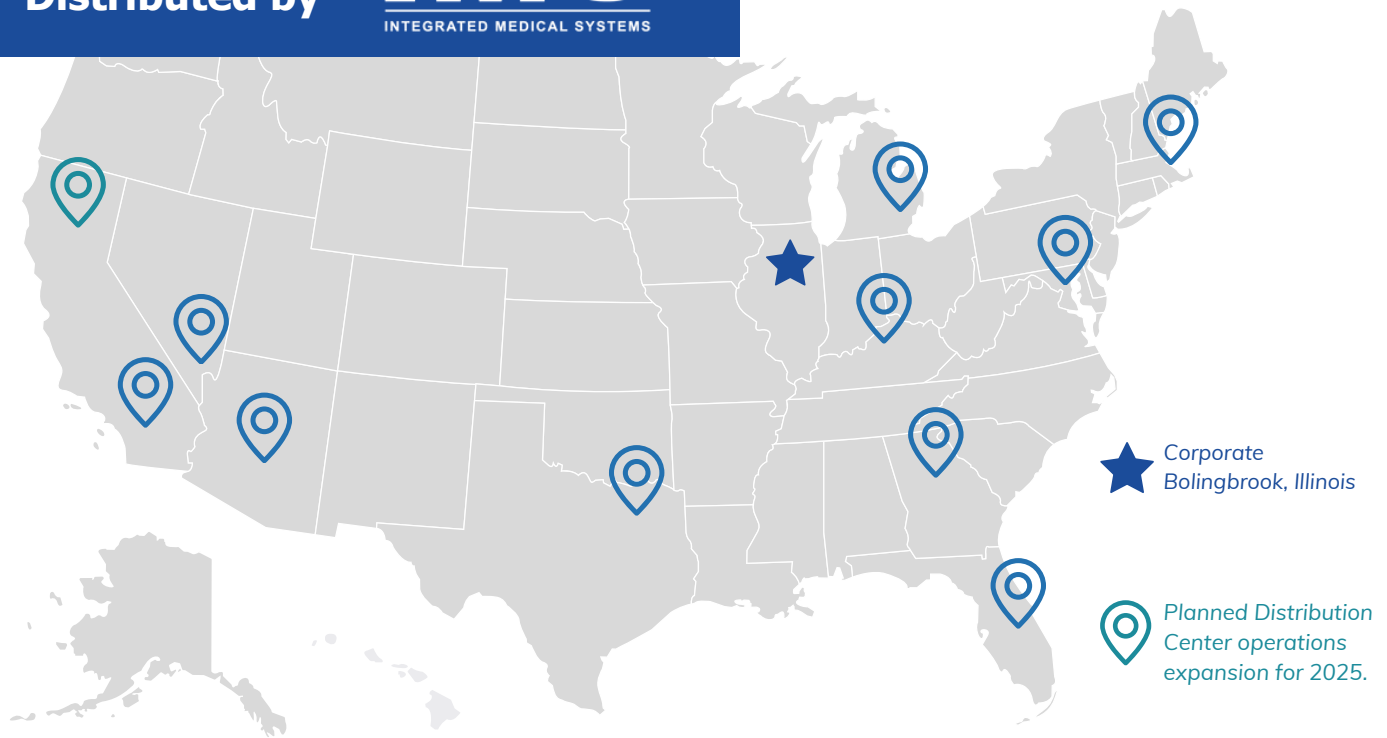 Distributed by
INTEGRATED MEDICAL SYSTEMS
Corporate
Bolingbrook, Illinois
Planned Distribution
Center operations
expansion for 2025.